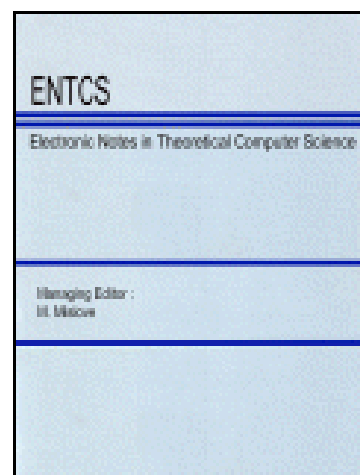 ENTCS
Electronic Notes in Theoretical Computer Science
Managing Editor :
M. Mislove